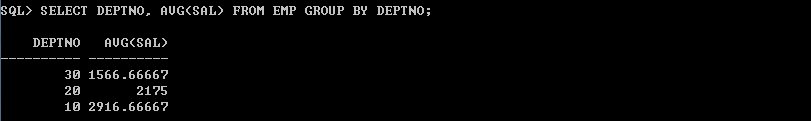 SQL> SELECT DEPTNO, AVG(SAL) FROM EMP GROUP BY DEPTNO;
DEPTNO AVG(SAL)
---------- ----------
30 1566.66667
20 2175
10 2916.66667